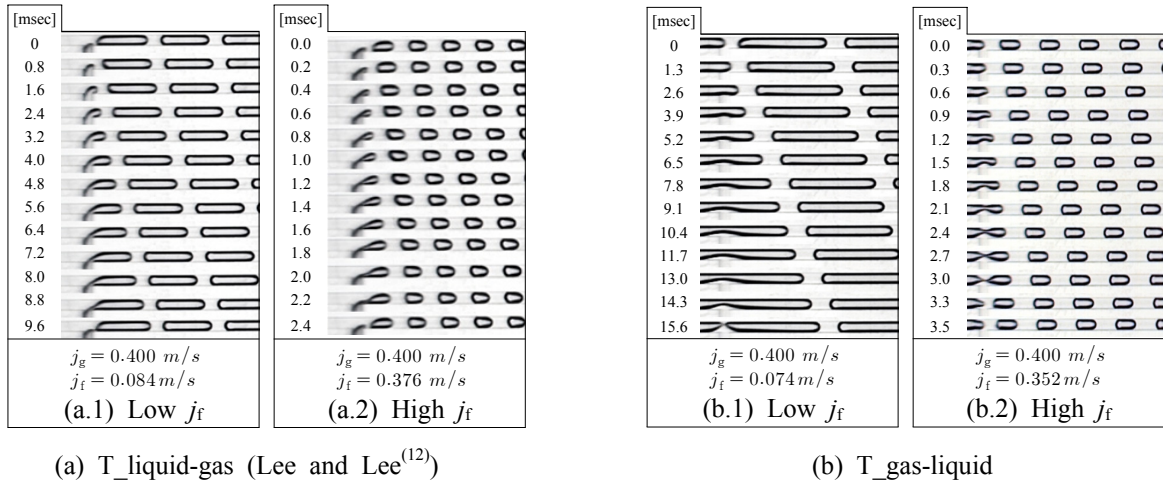 [msec]
0
0.8
1.6
2.4
3.2
4.0
4.8
5.6
6.4
7.2
8.0
8.8
9.6
j_g = 0.400 m/s
j_f = 0.084 m/s
(a.1) Low j_f
[msec]
0.0
0.2
0.4
0.6
0.8
1.0
1.2
1.4
1.6
1.8
2.0
2.2
2.4
j_g = 0.400 m/s
j_f = 0.376 m/s
(a.2) High j_f
(a) T_liquid-gas (Lee and Lee(12))
[msec]
0
1.3
2.6
3.9
5.2
6.5
7.8
9.1
10.4
11.7
13.0
14.3
15.6
j_g = 0.400 m/s
j_f = 0.074 m/s
(b.1) Low j_f
[msec]
0.0
0.3
0.6
0.9
1.2
1.5
1.8
2.1
2.4
2.7
3.0
3.3
3.5
j_g = 0.400 m/s
j_f = 0.352 m/s
(b.2) High j_f
(b) T_gas-liquid